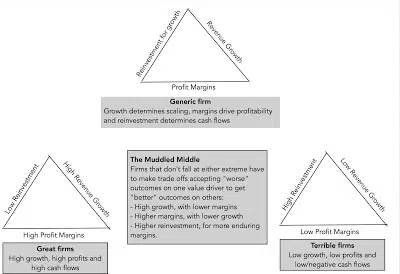 Reinvestment for growth
Revenue Growth
Profit Margins
Generic firm
Growth determines scaling, margins drive profitability
and reinvestment determines cash flows
Low Reinvestment
High Revenue Growth
High Profit Margins
Great firms
High growth, high profits and
high cash flows
The Muddled Middle
Firms that don't fall at either extreme have
to make trade offs accepting "worse"
outcomes on one value driver to get
"better" outcomes on others:
- High growth, with lower margins
- Higher margins, with lower growth
- Higher reinvestment, for more enduring
margins.
High Reinvestment
Low Revenue Growth
Low Profit Margins
Terrible firms
Low growth, low profits and
low/negative cash flows